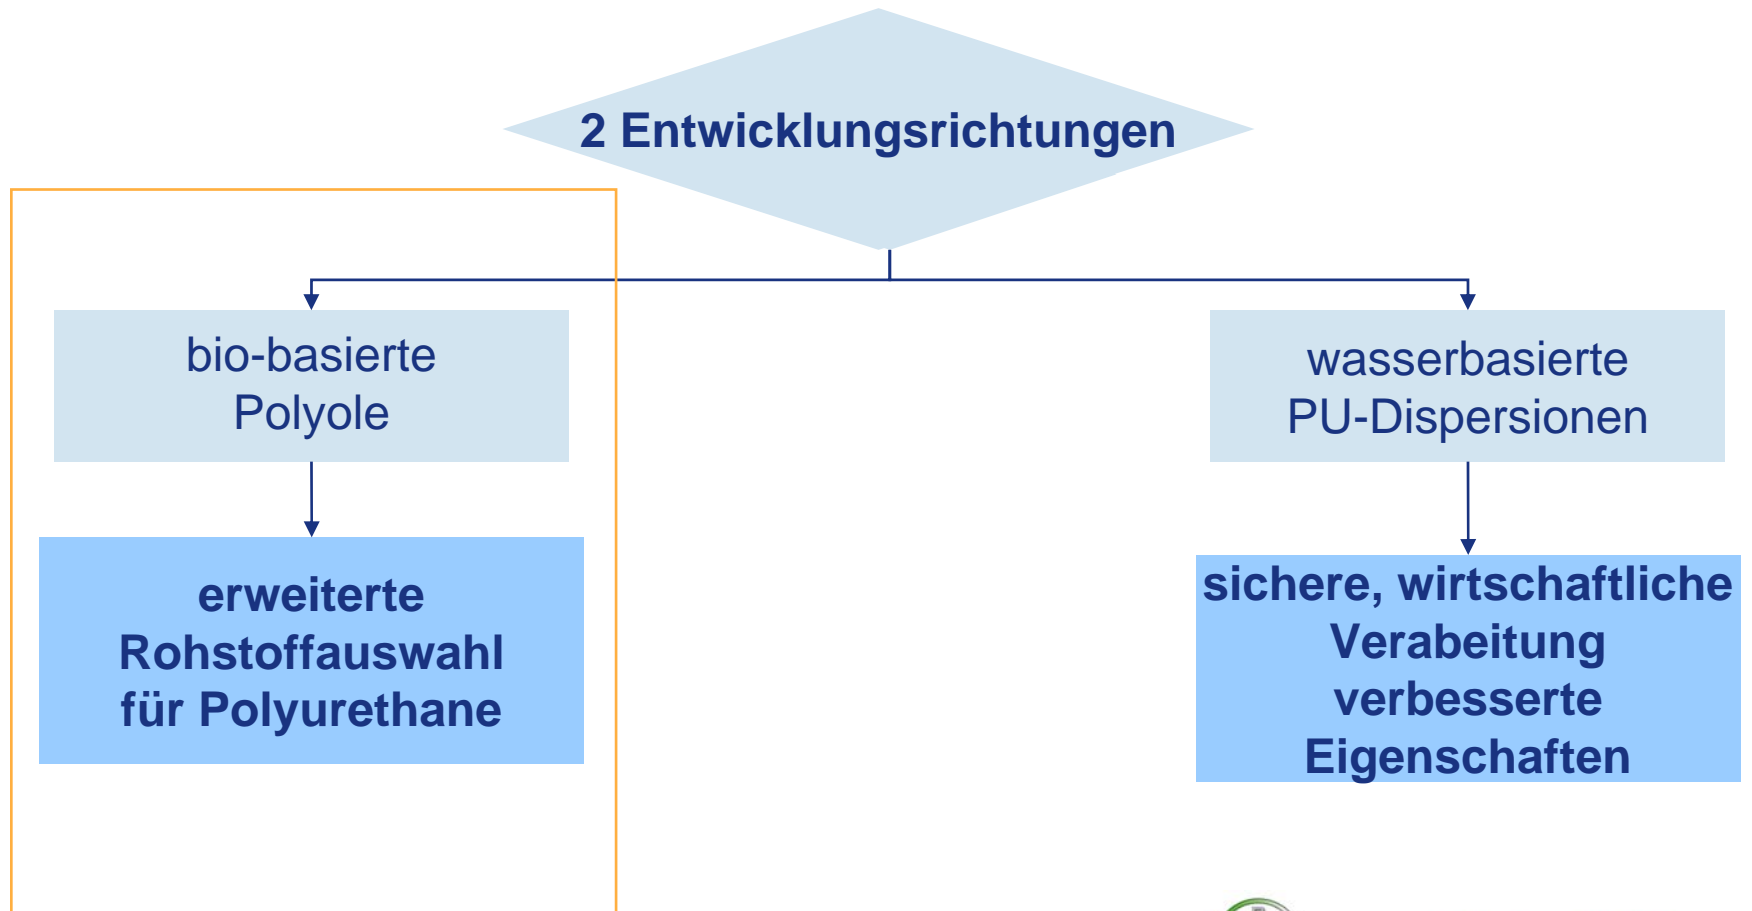 2 Entwicklungsrichtungen
bio-basierte
Polyole
wasserbasierte
PU-Dispersionen
erweiterte
Rohstoffauswahl
für Polyurethane
sichere, wirtschaftliche
Verabeitung
verbesserte
Eigenschaften